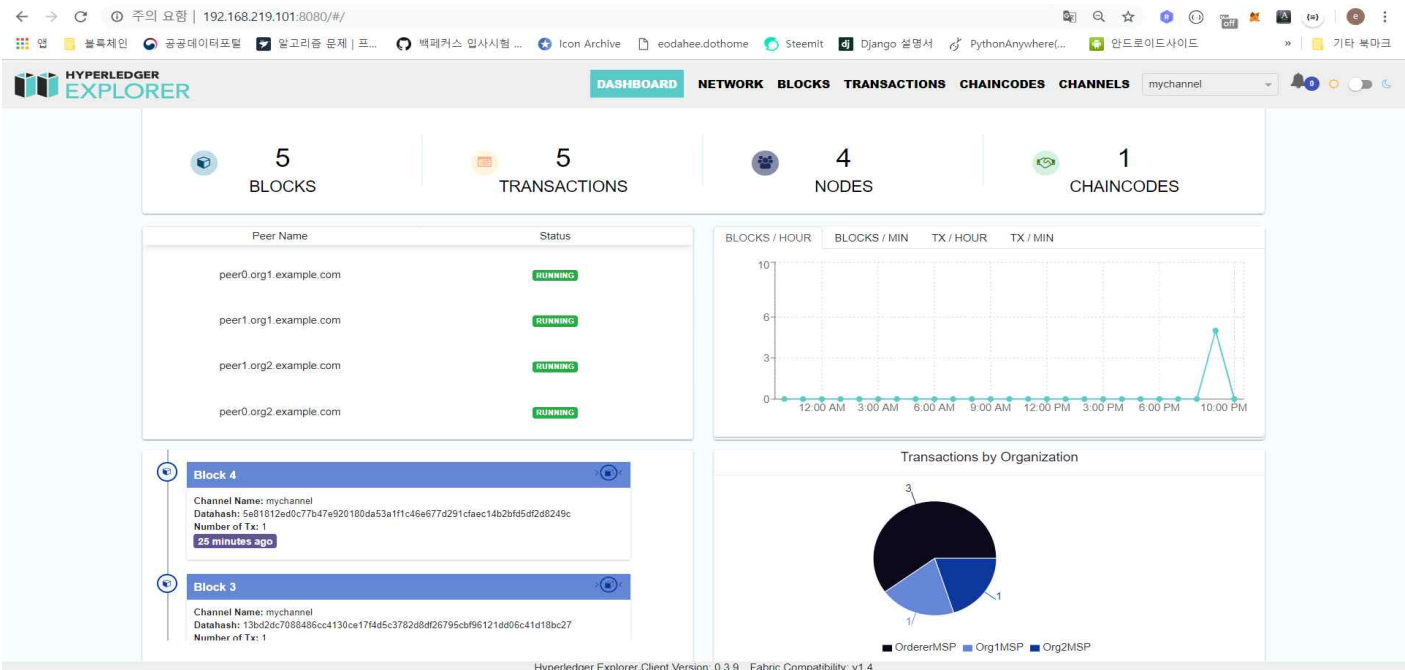 주의 요함 | 192.168.219.101:8080/#/
off
e
앱 블록체인 공공데이터포털 알고리즘 문제 | 프... 백패커스 입사시험 ... Icon Archive eodahee.dothome Steemit dj Django 설명서 PythonAnywhere(... 안드로이드사이드 » 기타 북마크
HYPERLEDGER
EXPLORER
DASHBOARD NETWORK BLOCKS TRANSACTIONS CHAINCODES CHANNELS mychannel 0
5 5 4 1
BLOCKS TRANSACTIONS NODES CHAINCODES
Peer Name Status
peer0.org1.example.com RUNNING
peer1.org1.example.com RUNNING
peer1.org2.example.com RUNNING
peer0.org2.example.com RUNNING
BLOCKS / HOUR BLOCKS / MIN TX / HOUR TX / MIN
10
6
3
0
12:00 AM 3:00 AM 6:00 AM 9:00 AM 12:00 PM 3:00 PM 6:00 PM 10:00 PM
Block 4
Channel Name: mychannel
Datahash: 5e81812ed0c77b47e920180da53a1f1c46e677d291cfaec14b2bfd5df2d8249c
Number of Tx: 1
25 minutes ago
Block 3
Channel Name: mychannel
Datahash: 13bd2dc7088486cc4130ce17f4d5c3782d8df26795cbf96121dd06c41d18bc27
Number of Tx: 1
Transactions by Organization
3
1
1
OrdererMSP Org1MSP Org2MSP
Hyperledger Explorer Client Version: 0.3.9 Fabric Compatibility: v1.4